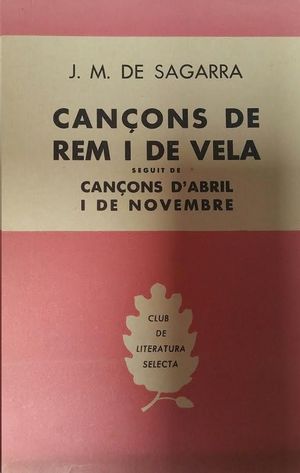 J. M. DE SAGARRA
CANÇONS DE
REM I DE VELA
SEGUIT DE
CANÇONS D'ABRIL
I DE NOVEMBRE
CLUB
DE
LITERATURA
SELECTA